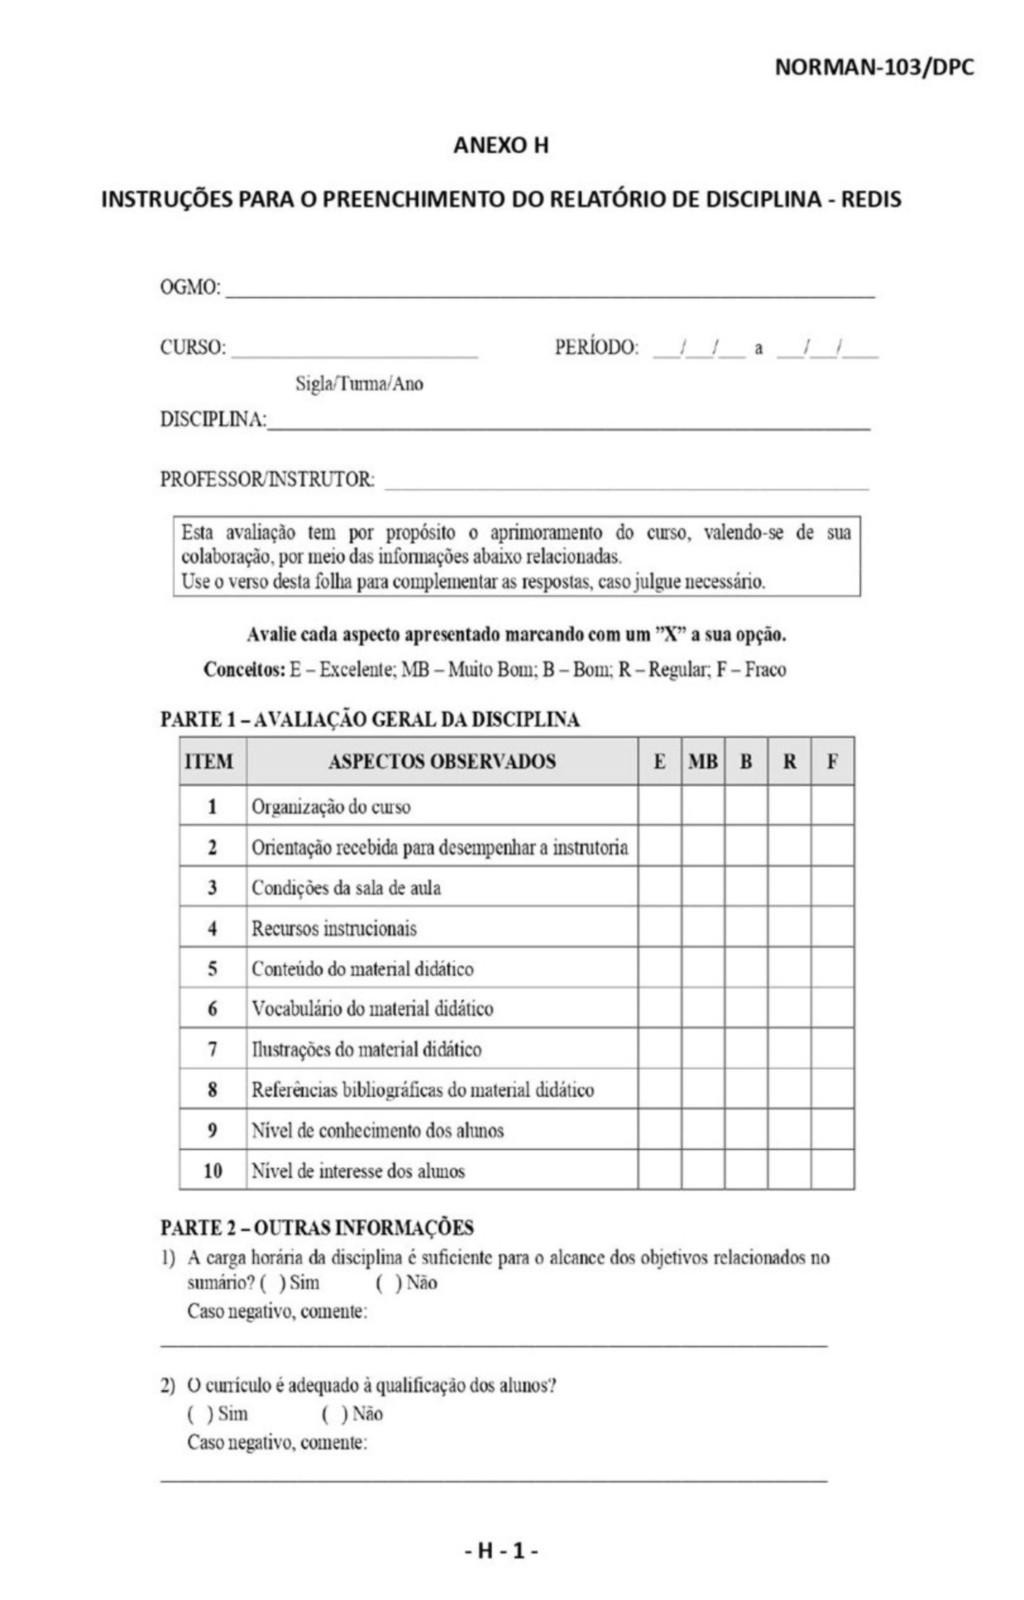 NORMAN-103/DPC
ANEXO H
INSTRUÇÕES PARA O PREENCHIMENTO DO RELATÓRIO DE DISCIPLINA - REDIS
OGMO: ____________________
CURSO: ____________________ PERÍODO: ___/___/___ a ___/___/___
Sigla/Turma/Ano
DISCIPLINA:____________________
PROFESSOR/INSTRUTOR: ____________________
Esta avaliação tem por propósito o aprimoramento do curso, valendo-se de sua
colaboração, por meio das informações abaixo relacionadas.
Use o verso desta folha para complementar as respostas, caso julgue necessário.
Avalie cada aspecto apresentado marcando com um ”X” a sua opção.
Conceitos: E – Excelente; MB – Muito Bom; B – Bom; R – Regular; F – Fraco
PARTE 1 – AVALIAÇÃO GERAL DA DISCIPLINA
ITEM ASPECTOS OBSERVADOS E MB B R F
1 Organização do curso
2 Orientação recebida para desempenhar a instrutoria
3 Condições da sala de aula
4 Recursos instrucionais
5 Conteúdo do material didático
6 Vocabulário do material didático
7 Ilustrações do material didático
8 Referências bibliográficas do material didático
9 Nível de conhecimento dos alunos
10 Nível de interesse dos alunos
PARTE 2 – OUTRAS INFORMAÇÕES
1) A carga horária da disciplina é suficiente para o alcance dos objetivos relacionados no
sumário? ( ) Sim ( ) Não
Caso negativo, comente:
2) O currículo é adequado à qualificação dos alunos?
( ) Sim ( ) Não
Caso negativo, comente:
- H - 1 -